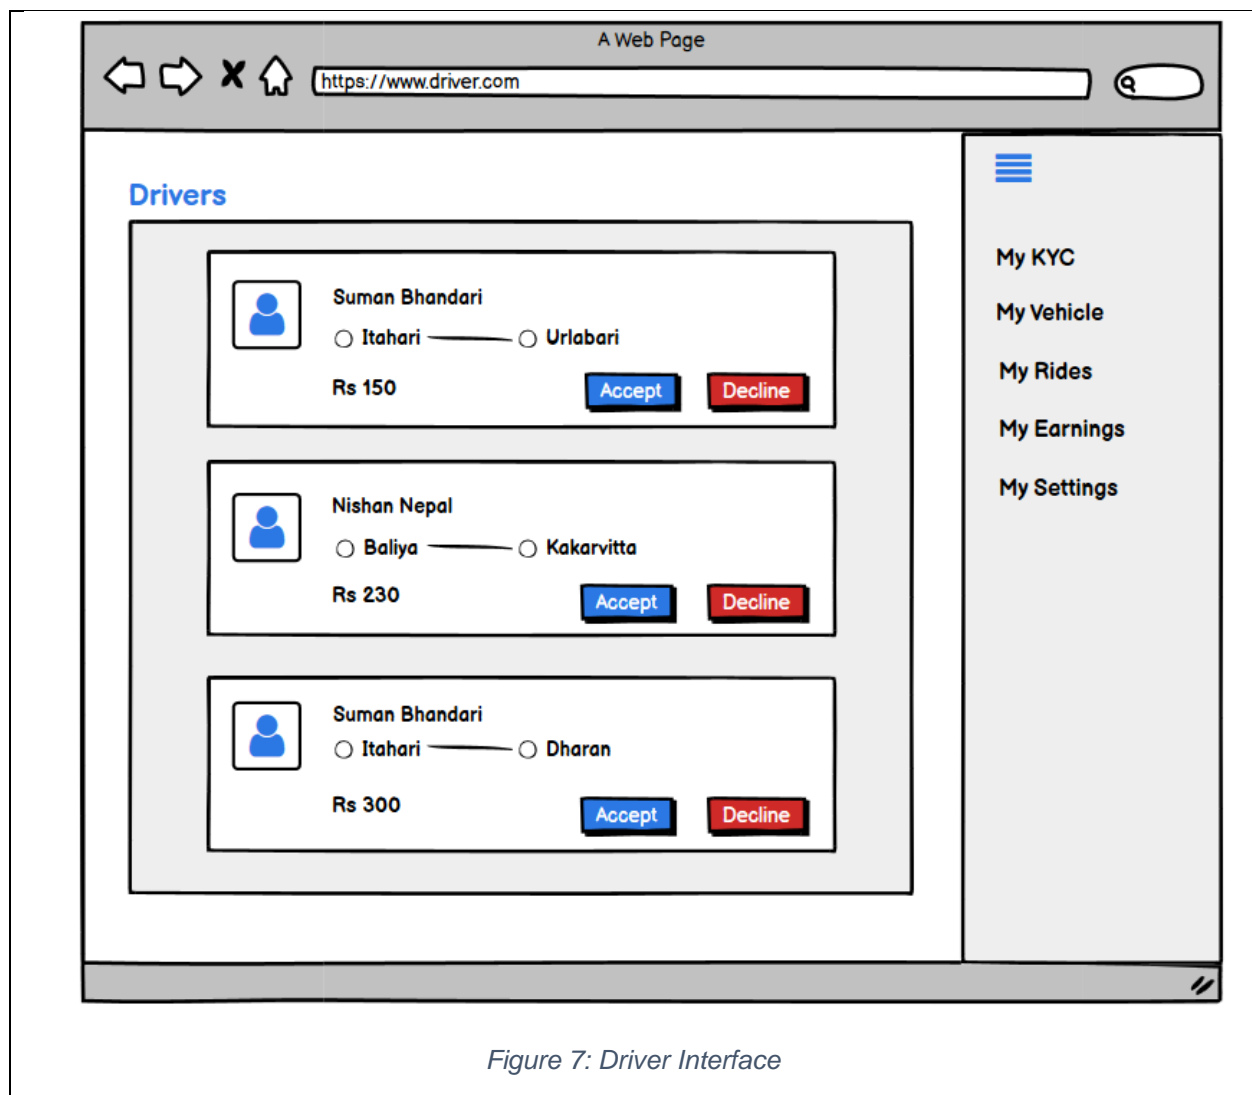 A Web Page
https://www.driver.com
Drivers
Suman Bhandari
Itahari Urlabari
Rs 150 Accept Decline
Nishan Nepal
Baliya Kakarvitta
Rs 230 Accept Decline
Suman Bhandari
Itahari Dharan
Rs 300 Accept Decline
My KYC
My Vehicle
My Rides
My Earnings
My Settings
Figure 7: Driver Interface